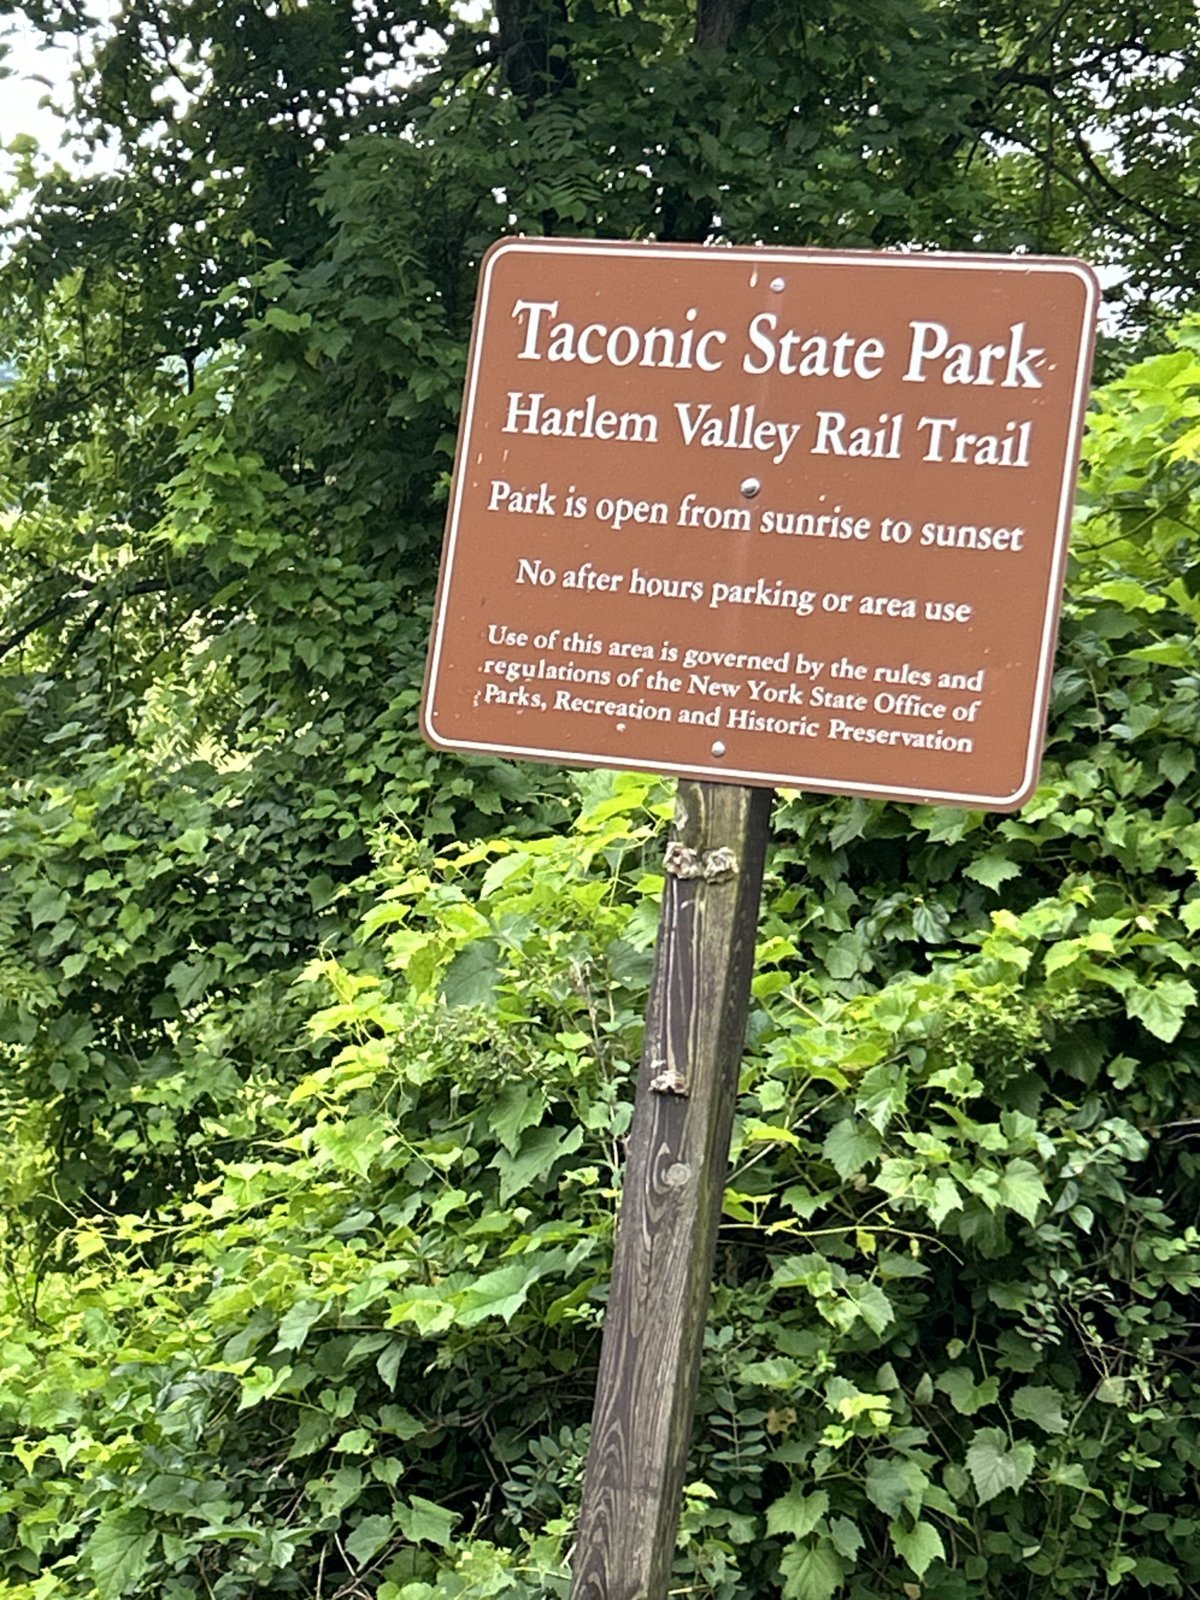 Taconic State Park
Harlem Valley Rail Trail
Park is open from sunrise to sunset
No after hours parking or area use
Use of this area is governed by the rules and
regulations of the New York State Office of
Parks, Recreation and Historic Preservation